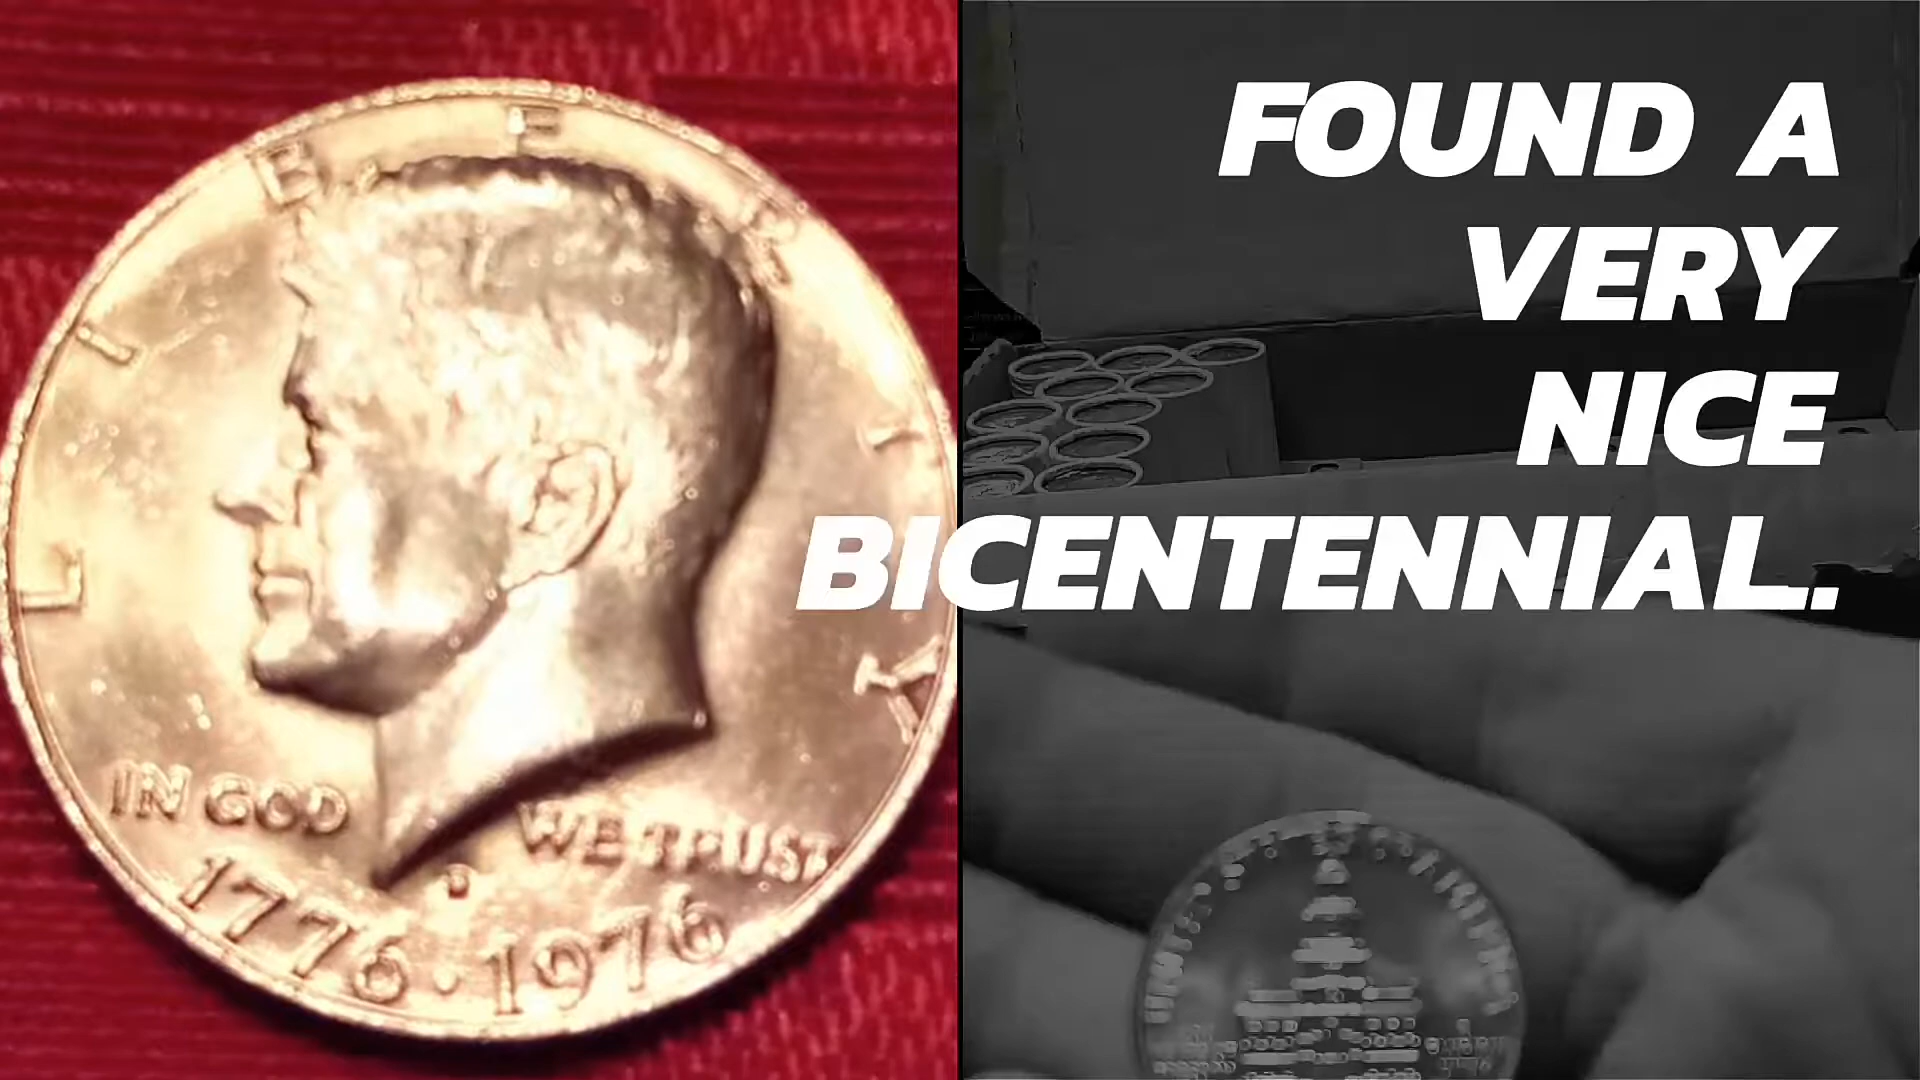 LIBERTY
IN GOD WE TRUST
D
1776·1976
FOUND A
VERY
NICE
BICENTENNIAL.